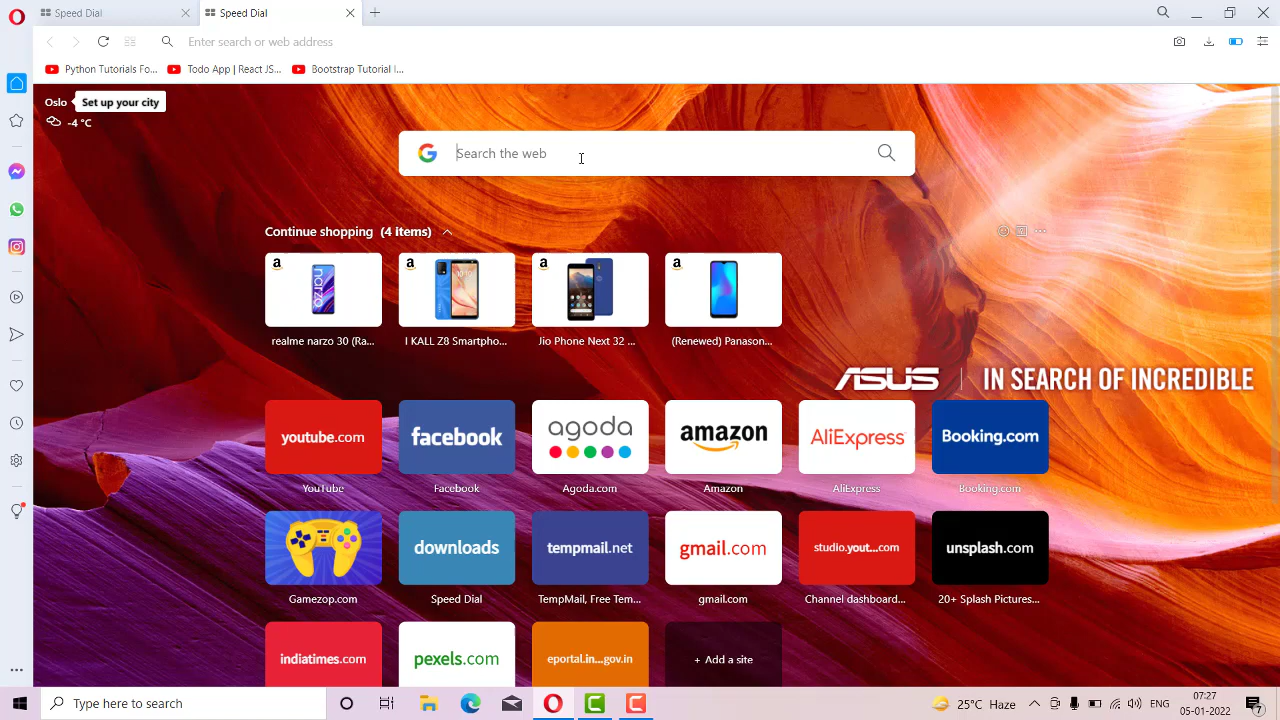 Speed Dial
Speed Dial
Enter search or web address
Python Tutorials Fo...
Todo App | React JS...
Bootstrap Tutorial I...
Oslo
Set up your city
-4 °C
Search the web
Continue shopping (4 items)
narzo
realme narzo 30 (Ra...
I KALL Z8 Smartpho...
Jio Phone Next 32 ...
(Renewed) Panason...
ASUS | IN SEARCH OF INCREDIBLE
youtube.com
facebook
agoda
amazon
AliExpress
Booking.com
YouTube
Facebook
Agoda.com
Amazon
AliExpress
Booking.com
downloads
tempmail.net
gmail.com
studio.yout...com
unsplash.com
Gamezop.com
Speed Dial
TempMail, Free Tem...
gmail.com
Channel dashboard...
20+ Splash Pictures...
indiatimes.com
pexels.com
eportal.in...gov.in
+ Add a site
Type here to search
25°C Haze
ENG
07:27
05-01-2022
7